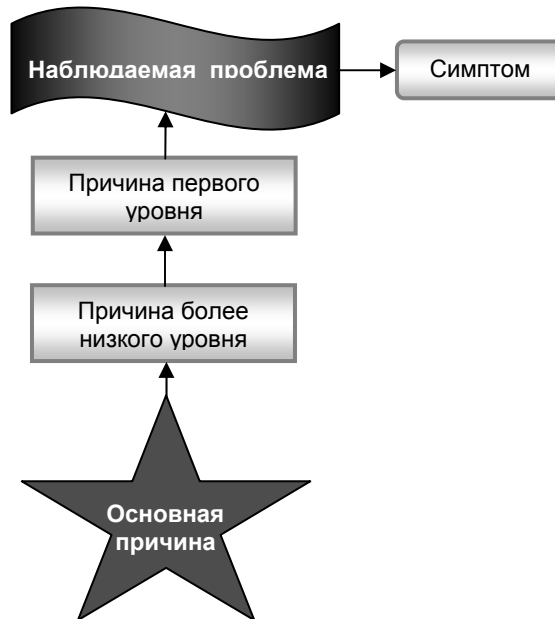 Наблюдаемая проблема
Симптом
Причина первого
уровня
Причина более
низкого уровня
Основная
причина